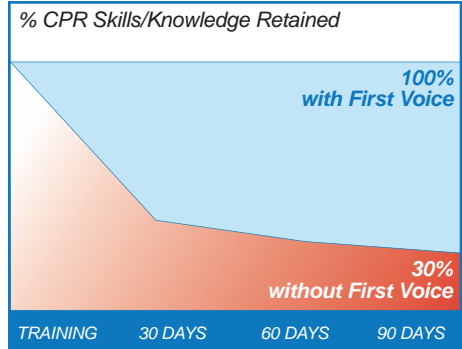 % CPR Skills/Knowledge Retained
100%
with First Voice
30%
without First Voice
TRAINING 30 DAYS 60 DAYS 90 DAYS